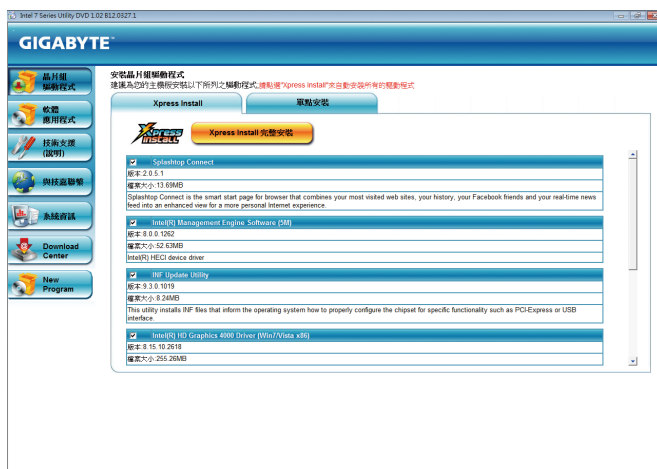 Intel 7 Series Utility DVD 1.02 B12.0327.1
GIGABYTE™
晶片組
驅動程式
軟體
應用程式
技術支援
(說明)
與技嘉聯繫
系統資訊
Download
Center
New
Program
安裝晶片組驅動程式
建議為您的主機板安裝以下所列之驅動程式,請點選"Xpress Install"來自動安裝所有的驅動程式
Xpress Install
單點安裝
Xpress
INSTALL
Xpress Install 完整安裝
Splashtop Connect
版本:2.0.5.1
檔案大小:13.69MB
Splashtop Connect is the smart start page for browser that combines your most visited web sites, your history, your Facebook friends and your real-time news
feed into an enhanced view for a more personal Internet experience.
Intel(R) Management Engine Software (5M)
版本:8.0.0.1262
檔案大小:52.63MB
Intel(R) HECI device driver
INF Update Utility
版本:9.3.0.1019
檔案大小:8.24MB
This utility installs INF files that inform the operating system how to properly configure the chipset for specific functionality such as PCI-Express or USB
interface.
Intel(R) HD Graphics 4000 Driver (Win7/Vista x86)
版本:8.15.10.2618
檔案大小:255.26MB